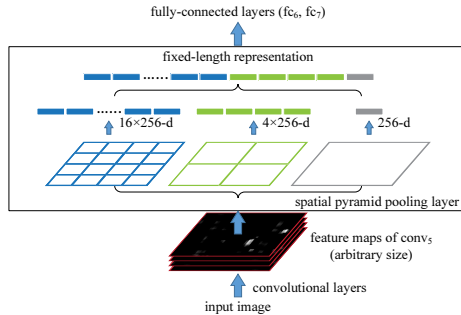 fully-connected layers (fc6, fc7)
fixed-length representation
......
......
16×256-d
4×256-d
256-d
spatial pyramid pooling layer
feature maps of conv5
(arbitrary size)
convolutional layers
input image